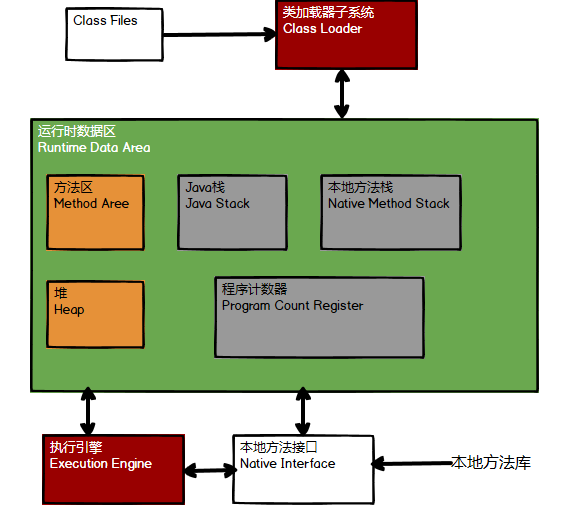 Class Files
类加载器子系统
Class Loader
运行时数据区
Runtime Data Area
方法区
Method Aree
Java栈
Java Stack
本地方法栈
Native Method Stack
堆
Heap
程序计数器
Program Count Register
执行引擎
Execution Engine
本地方法接口
Native Interface
本地方法库